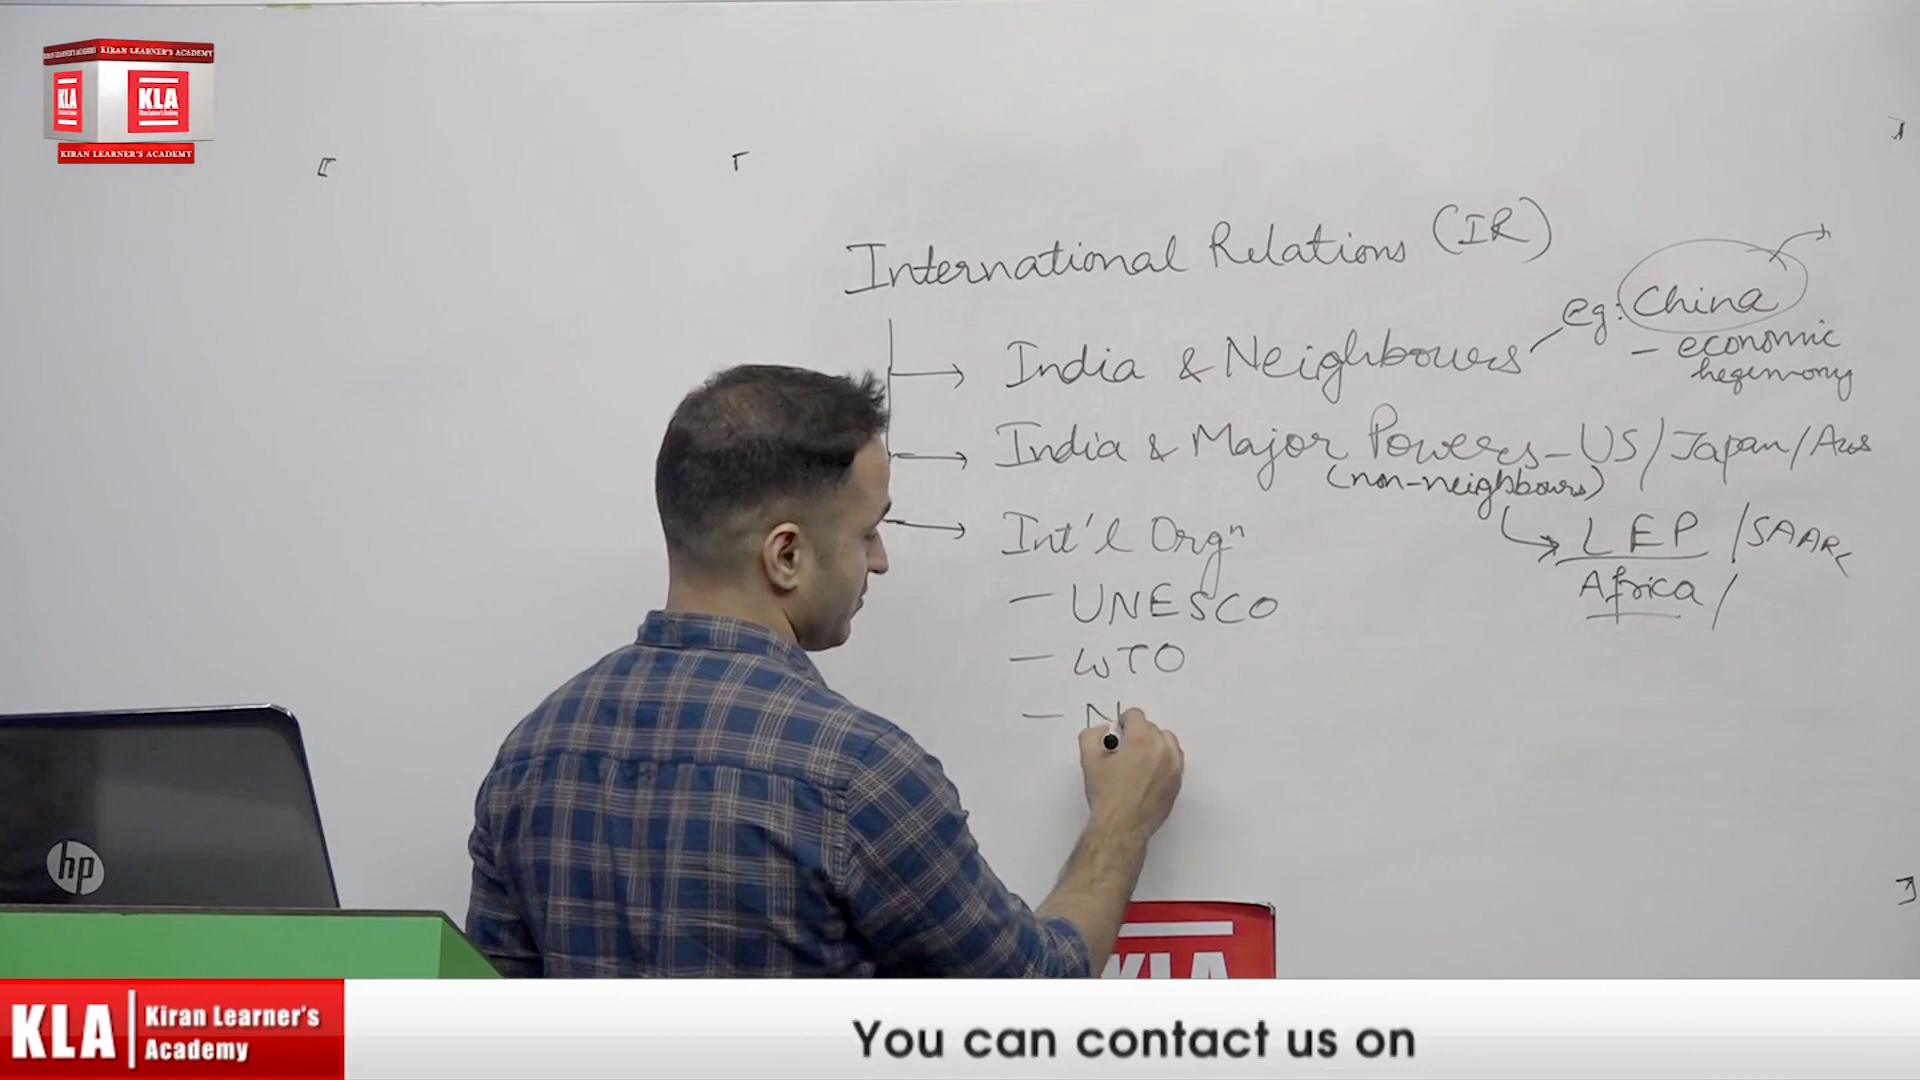 KIRAN LEARNER'S ACADEMY
KLA
KLA
KIRAN LEARNER'S ACADEMY
International Relations (IR)
India & Neighbours
eg: China
- economic
hegemony
India & Major Powers - US/Japan/Aus
(non-neighbours)
LEP /SAARC
Africa/
Int'l Orgⁿ
- UNESCO
- WTO
- N
hp
KLA
KLA Kiran Learner's
Academy
You can contact us on